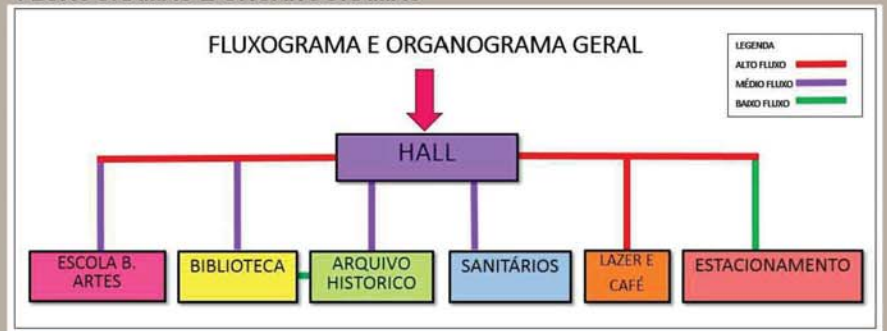 FLUXOGRAMA E ORGANOGRAMA GERAL
LEGENDA
ALTO FLUXO
MÉDIO FLUXO
BAIXO FLUXO
HALL
ESCOLA B.
ARTES
BIBLIOTECA
ARQUIVO
HISTORICO
SANITÁRIOS
LAZER E
CAFÉ
ESTACIONAMENTO